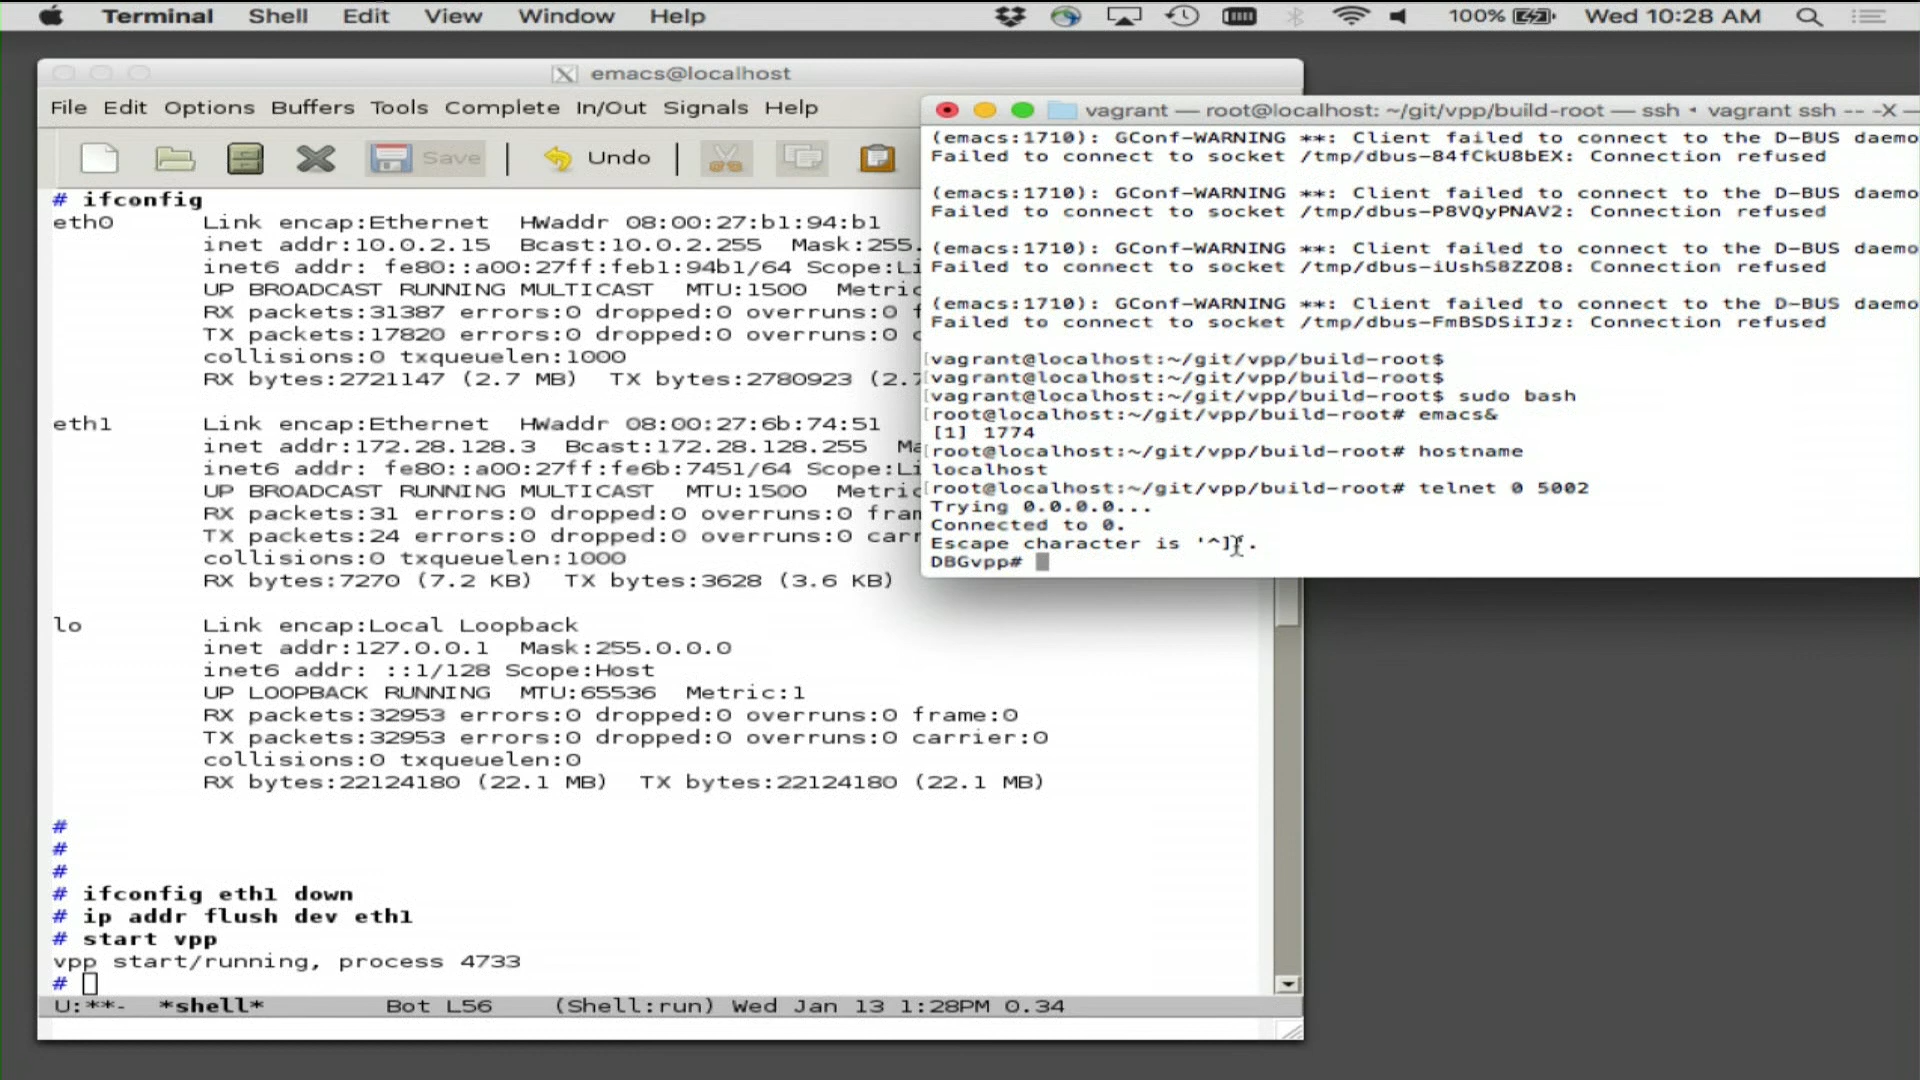 Terminal Shell Edit View Window Help 100% Wed 10:28 AM
emacs@localhost
File Edit Options Buffers Tools Complete In/Out Signals Help
Save Undo
# ifconfig
eth0 Link encap:Ethernet HWaddr 08:00:27:b1:94:b1
inet addr:10.0.2.15 Bcast:10.0.2.255 Mask:255.
inet6 addr: fe80::a00:27ff:feb1:94b1/64 Scope:Li
UP BROADCAST RUNNING MULTICAST MTU:1500 Metric
RX packets:31387 errors:0 dropped:0 overruns:0 f
TX packets:17820 errors:0 dropped:0 overruns:0 c
collisions:0 txqueuelen:1000
RX bytes:2721147 (2.7 MB) TX bytes:2780923 (2.7
eth1 Link encap:Ethernet HWaddr 08:00:27:6b:74:51
inet addr:172.28.128.3 Bcast:172.28.128.255 Ma
inet6 addr: fe80::a00:27ff:fe6b:7451/64 Scope:Li
UP BROADCAST RUNNING MULTICAST MTU:1500 Metric
RX packets:31 errors:0 dropped:0 overruns:0 fram
TX packets:24 errors:0 dropped:0 overruns:0 carr
collisions:0 txqueuelen:1000
RX bytes:7270 (7.2 KB) TX bytes:3628 (3.6 KB)
lo Link encap:Local Loopback
inet addr:127.0.0.1 Mask:255.0.0.0
inet6 addr: ::1/128 Scope:Host
UP LOOPBACK RUNNING MTU:65536 Metric:1
RX packets:32953 errors:0 dropped:0 overruns:0 frame:0
TX packets:32953 errors:0 dropped:0 overruns:0 carrier:0
collisions:0 txqueuelen:0
RX bytes:22124180 (22.1 MB) TX bytes:22124180 (22.1 MB)
#
#
#
# ifconfig eth1 down
# ip addr flush dev eth1
# start vpp
vpp start/running, process 4733
#
U:**- *shell* Bot L56 (Shell:run) Wed Jan 13 1:28PM 0.34
vagrant — root@localhost: ~/git/vpp/build-root — ssh • vagrant ssh -- -X —
(emacs:1710): GConf-WARNING **: Client failed to connect to the D-BUS daemo
Failed to connect to socket /tmp/dbus-84fCkU8bEX: Connection refused
(emacs:1710): GConf-WARNING **: Client failed to connect to the D-BUS daemo
Failed to connect to socket /tmp/dbus-P8VQyPNAV2: Connection refused
(emacs:1710): GConf-WARNING **: Client failed to connect to the D-BUS daemo
Failed to connect to socket /tmp/dbus-iUshS8ZZO8: Connection refused
(emacs:1710): GConf-WARNING **: Client failed to connect to the D-BUS daemo
Failed to connect to socket /tmp/dbus-FmBSDSiIJz: Connection refused
[vagrant@localhost:~/git/vpp/build-root$
[vagrant@localhost:~/git/vpp/build-root$
[vagrant@localhost:~/git/vpp/build-root$ sudo bash
[root@localhost:~/git/vpp/build-root# emacs&
[1] 1774
[root@localhost:~/git/vpp/build-root# hostname
localhost
[root@localhost:~/git/vpp/build-root# telnet 0 5002
Trying 0.0.0.0...
Connected to 0.
Escape character is '^]'.
DBGvpp#